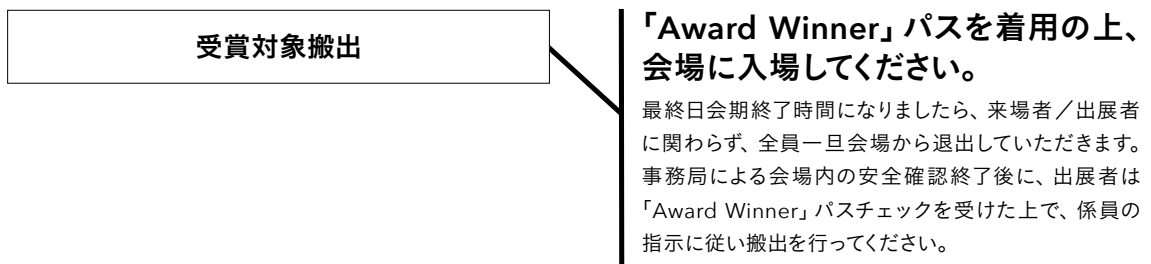 受賞対象搬出
「Award Winner」パスを着用の上、
会場に入場してください。
最終日会期終了時間になりましたら、来場者／出展者
に関わらず、全員一旦会場から退出していただきます。
事務局による会場内の安全確認終了後に、出展者は
「Award Winner」パスチェックを受けた上で、係員の
指示に従い搬出を行ってください。